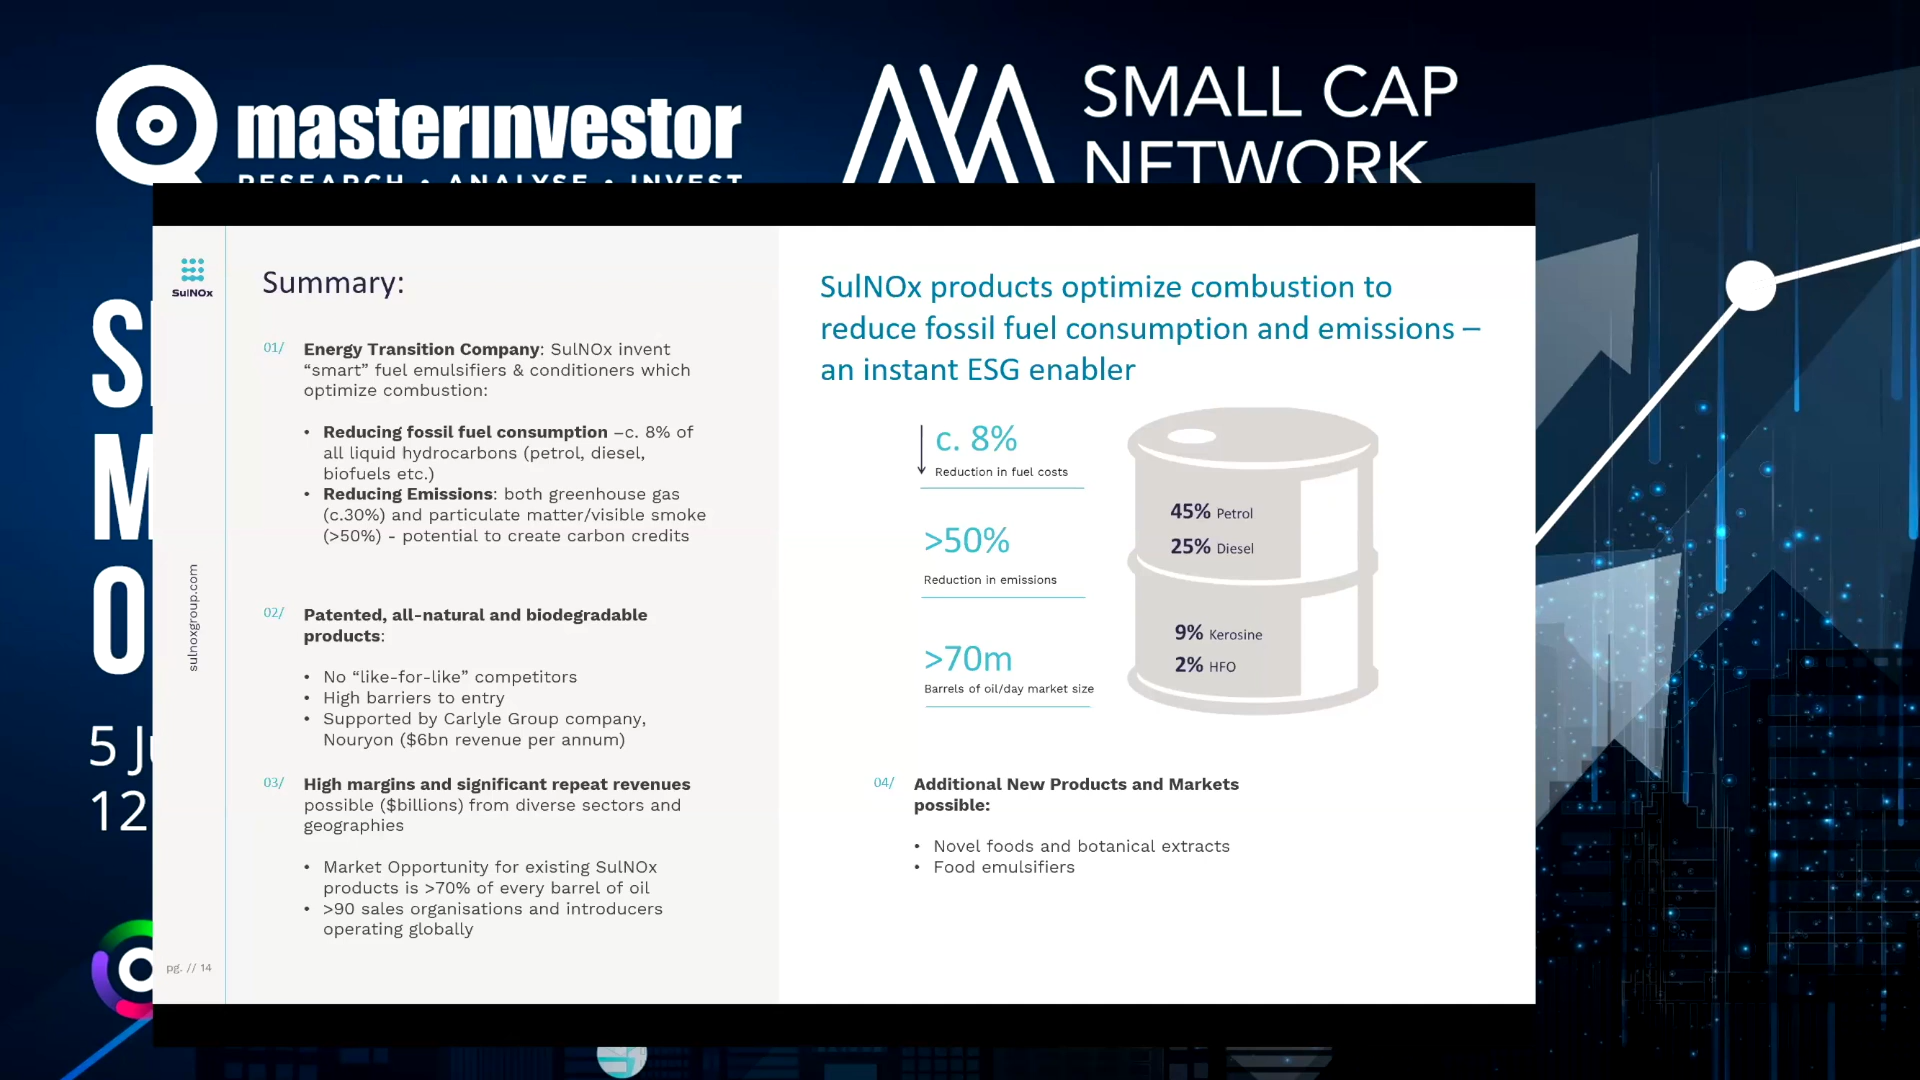 masterınvestor
RESEARCH • ANALYSE • INVEST
SMALL CAP
NETWORK
S
M
O
5 Ju
12
SulNOx
sulnoxgroup.com
pg. // 14
Summary:
01/ Energy Transition Company: SulNOx invent
“smart” fuel emulsifiers & conditioners which
optimize combustion:
• Reducing fossil fuel consumption –c. 8% of
all liquid hydrocarbons (petrol, diesel,
biofuels etc.)
• Reducing Emissions: both greenhouse gas
(c.30%) and particulate matter/visible smoke
(>50%) - potential to create carbon credits
02/ Patented, all-natural and biodegradable
products:
• No “like-for-like” competitors
• High barriers to entry
• Supported by Carlyle Group company,
Nouryon ($6bn revenue per annum)
03/ High margins and significant repeat revenues
possible ($billions) from diverse sectors and
geographies
• Market Opportunity for existing SulNOx
products is >70% of every barrel of oil
• >90 sales organisations and introducers
operating globally
SulNOx products optimize combustion to
reduce fossil fuel consumption and emissions –
an instant ESG enabler
c. 8%
Reduction in fuel costs
>50%
Reduction in emissions
>70m
Barrels of oil/day market size
45% Petrol
25% Diesel
9% Kerosine
2% HFO
04/ Additional New Products and Markets
possible:
• Novel foods and botanical extracts
• Food emulsifiers